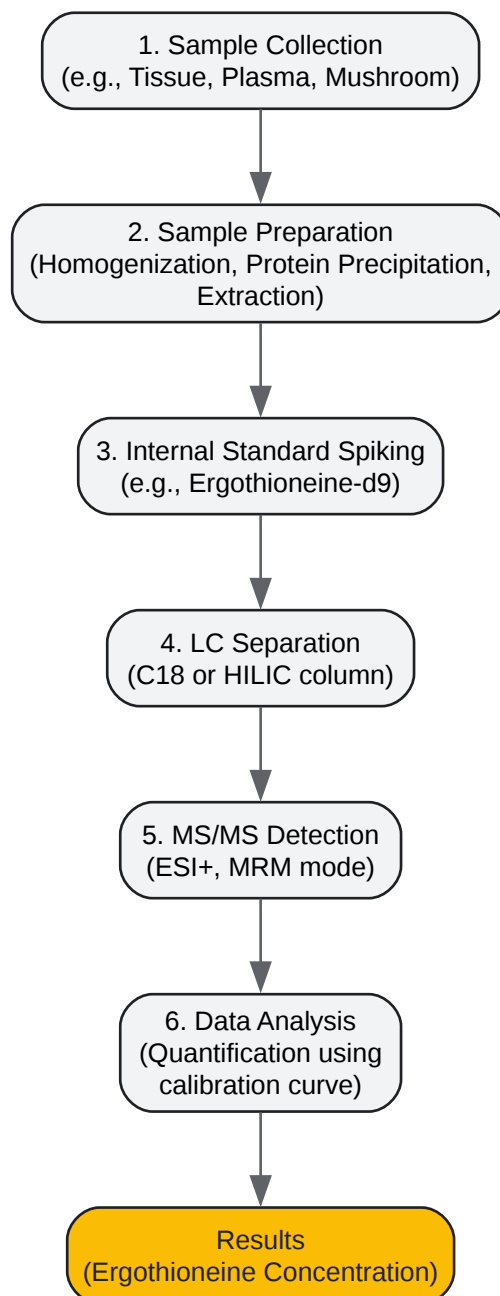 1. Sample Collection
(e.g., Tissue, Plasma, Mushroom)
2. Sample Preparation
(Homogenization, Protein Precipitation,
Extraction)
3. Internal Standard Spiking
(e.g., Ergothioneine-d9)
4. LC Separation
(C18 or HILIC column)
5. MS/MS Detection
(ESI+, MRM mode)
6. Data Analysis
(Quantification using
calibration curve)
Results
(Ergothioneine Concentration)